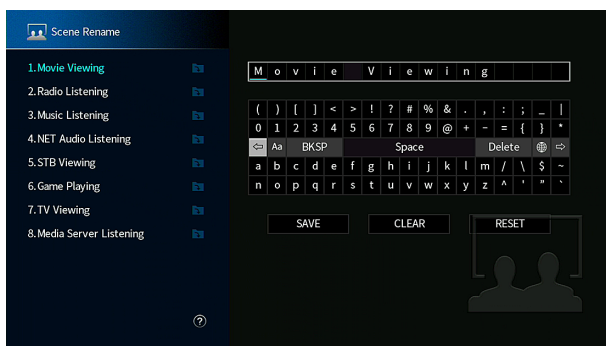 Scene Rename
1.Movie Viewing
2.Radio Listening
3.Music Listening
4.NET Audio Listening
5.STB Viewing
6.Game Playing
7.TV Viewing
8.Media Server Listening
?
M o v i e V i e w i n g
( ) [ ] < > ! ? # % & . , : ; _ |
0 1 2 3 4 5 6 7 8 9 @ + - = { } *
⇦ Aa BKSP Space Delete ⇨
a b c d e f g h i j k l m / \ $ ~
n o p q r s t u v w x y z ^ ' " `
SAVE CLEAR RESET